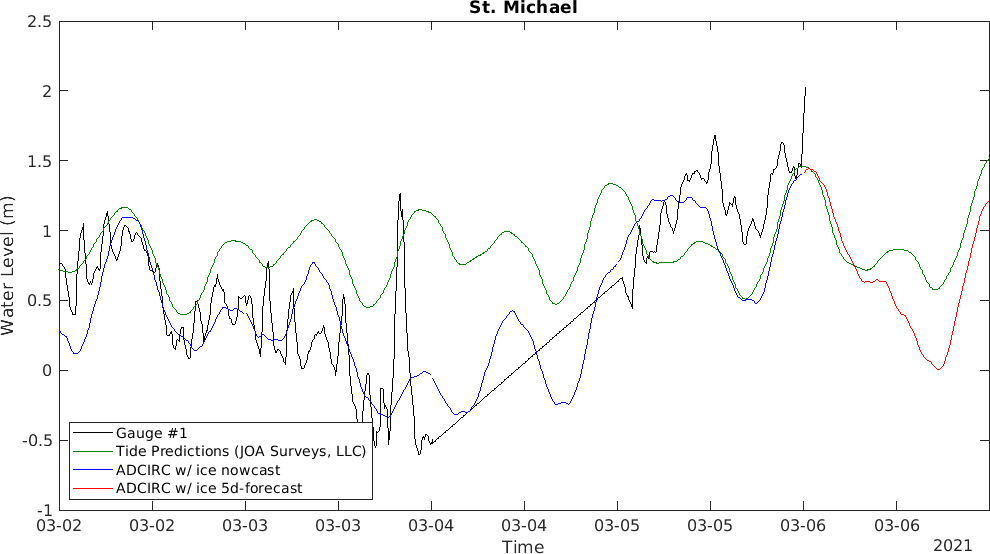 St. Michael
2.5
2
1.5
1
0.5
0
-0.5
-1
Water Level (m)
Gauge #1
Tide Predictions (JOA Surveys, LLC)
ADCIRC w/ ice nowcast
ADCIRC w/ ice 5d-forecast
03-02 03-02 03-03 03-03 03-04 03-04 03-05 03-05 03-06 03-06
Time
2021